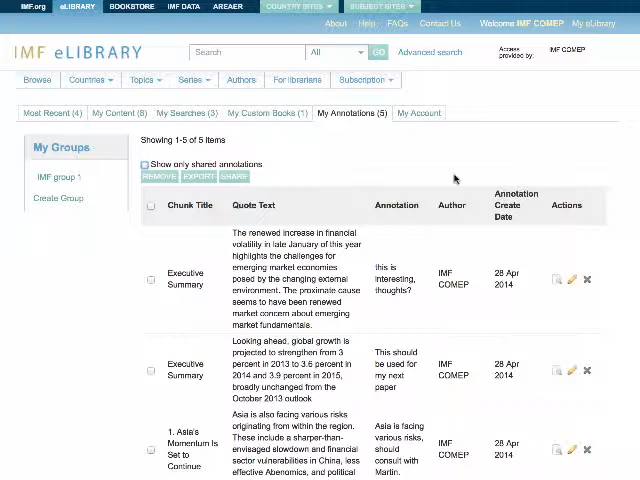 IMF.org eLIBRARY BOOKSTORE IMF DATA AREAER COUNTRY SITES SUBJECT SITES
About Help FAQs Contact Us Welcome IMF COMEP My eLibrary
IMF eLIBRARY Search All GO Advanced search Access provided by: IMF COMEP
Browse Countries Topics Series Authors For librarians Subscription
Most Recent (4) My Content (8) My Searches (3) My Custom Books (1) My Annotations (5) My Account
My Groups
IMF group 1
Create Group
Showing 1-5 of 5 items
Show only shared annotations
REMOVE EXPORT SHARE
Chunk Title Quote Text Annotation Author Annotation Create Date Actions
Executive Summary
The renewed increase in financial
volatility in late January of this year
highlights the challenges for
emerging market economies
posed by the changing external
environment. The proximate cause
seems to have been renewed
market concern about emerging
market fundamentals.
this is
interesting,
thoughts?
IMF COMEP
28 Apr 2014
Executive Summary
Looking ahead, global growth is
projected to strengthen from 3
percent in 2013 to 3.6 percent in
2014 and 3.9 percent in 2015,
broadly unchanged from the
October 2013 outlook
This should
be used for
my next
paper
IMF COMEP
28 Apr 2014
1. Asia's
Momentum Is
Set to
Continue
Asia is also facing various risks
originating from within the region.
These include a sharper-than-
envisaged slowdown and financial
sector vulnerabilities in China, less
effective Abenomics, and political
Asia is facing
various risks,
should
consult with
Martin.
IMF COMEP
28 Apr 2014